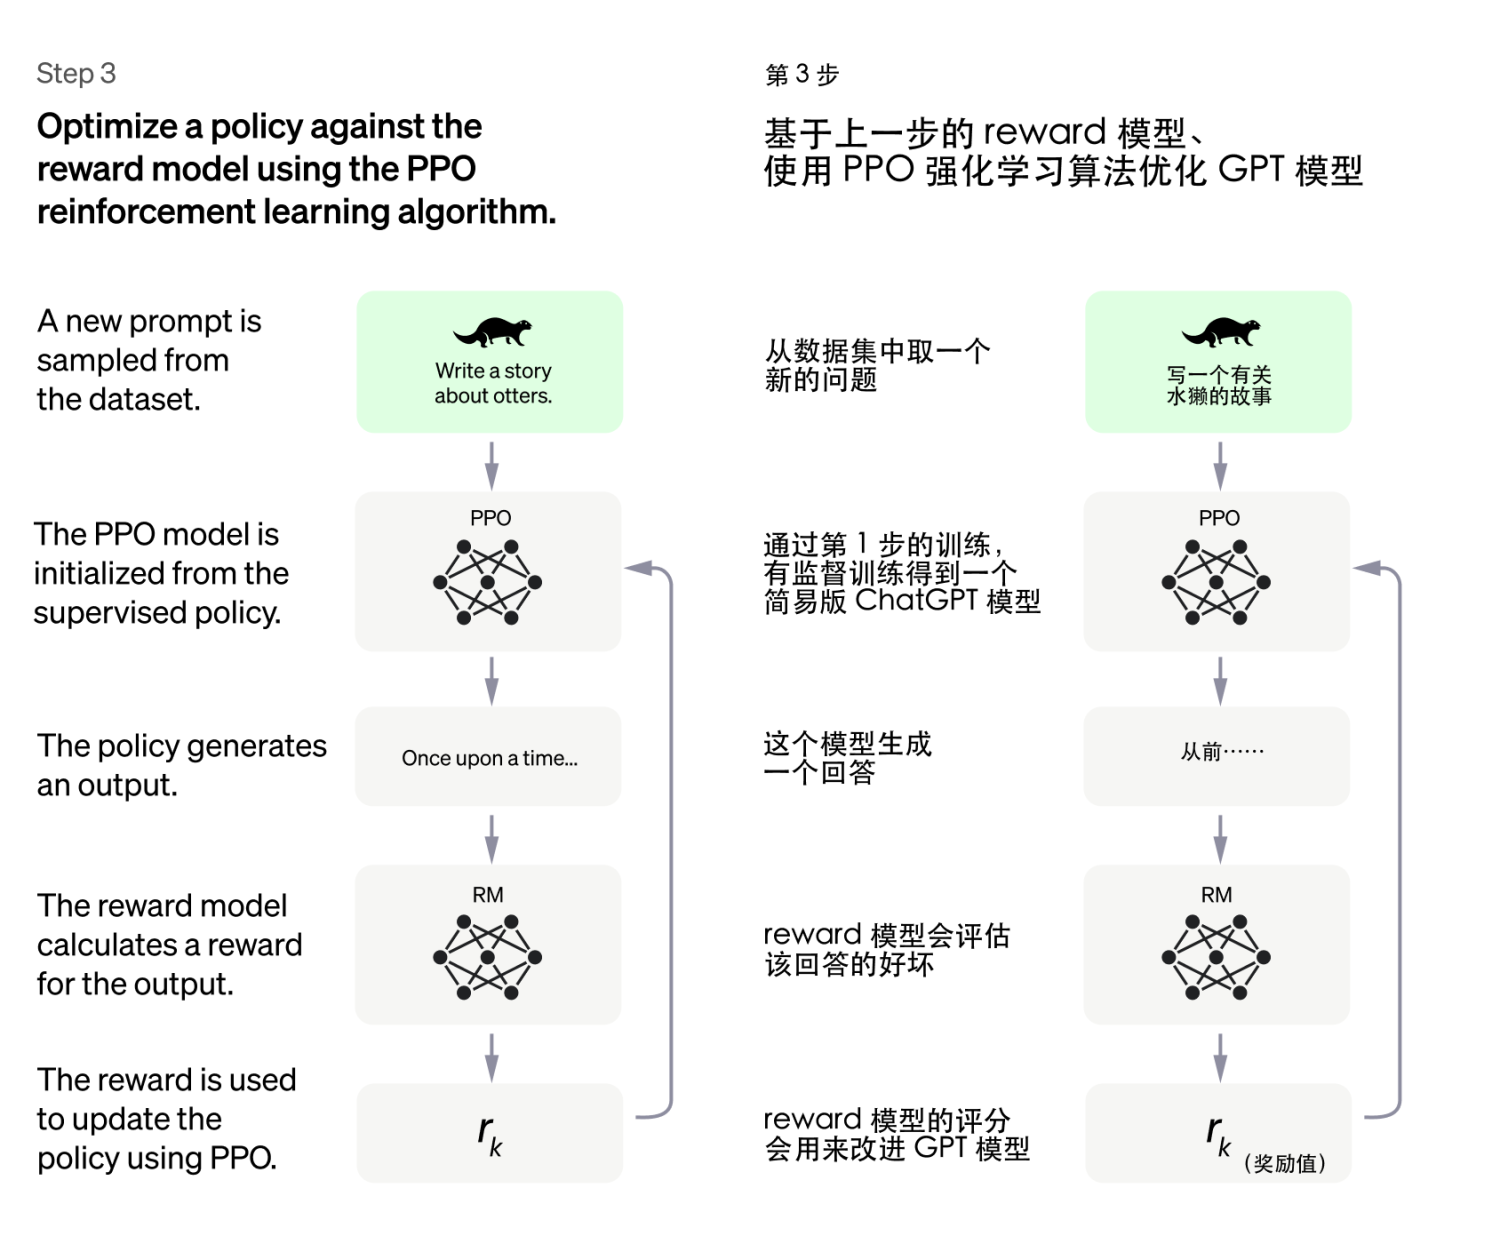 Step 3
Optimize a policy against the
reward model using the PPO
reinforcement learning algorithm.
A new prompt is
sampled from
the dataset.
Write a story
about otters.
The PPO model is
initialized from the
supervised policy.
PPO
The policy generates
an output.
Once upon a time...
The reward model
calculates a reward
for the output.
RM
The reward is used
to update the
policy using PPO.
rk
第 3 步
基于上一步的 reward 模型、
使用 PPO 强化学习算法优化 GPT 模型
从数据集中取一个
新的问题
写一个有关
水獭的故事
通过第 1 步的训练，
有监督训练得到一个
简易版 ChatGPT 模型
PPO
这个模型生成
一个回答
从前……
reward 模型会评估
该回答的好坏
RM
reward 模型的评分
会用来改进 GPT 模型
rk
（奖励值）